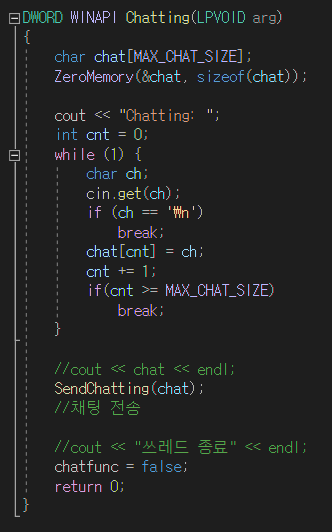 DWORD WINAPI Chatting(LPVOID arg)
{
char chat[MAX_CHAT_SIZE];
ZeroMemory(&chat, sizeof(chat));
cout << "Chatting: ";
int cnt = 0;
while (1) {
char ch;
cin.get(ch);
if (ch == '₩n')
break;
chat[cnt] = ch;
cnt += 1;
if(cnt >= MAX_CHAT_SIZE)
break;
}
//cout << chat << endl;
SendChatting(chat);
//채팅 전송
//cout << "쓰레드 종료" << endl;
chatfunc = false;
return 0;
}